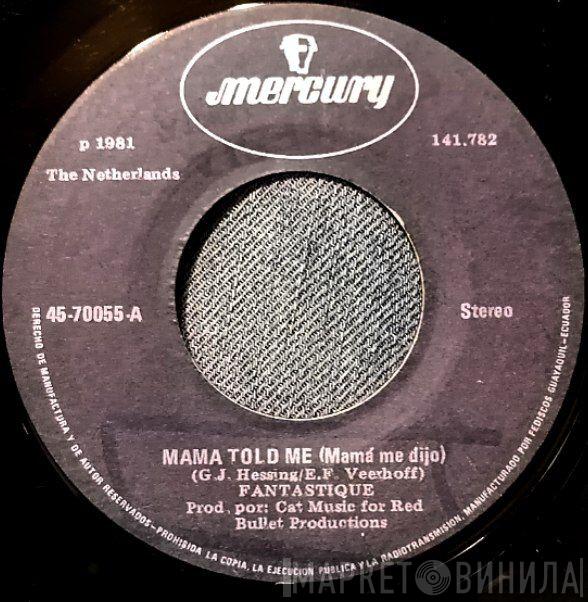 mercury
p 1981
141.782
The Netherlands
45-70055-A
Stereo
MAMA TOLD ME (Mamá me dijo)
(G.J. Hessing/E.F. Veerhoff)
FANTASTIQUE
Prod. por: Cat Music for Red
Bullet Productions
DERECHO DE MANUFACTURA Y DE AUTOR RESERVADOS-PROHIBIDA LA COPIA, LA EJECUCION PUBLICA Y LA RADIOTRANSMISION. MANUFACTURADO POR FEDISCOS GUAYAQUIL-ECUADOR
МАРКЕТ ВИНИЛА